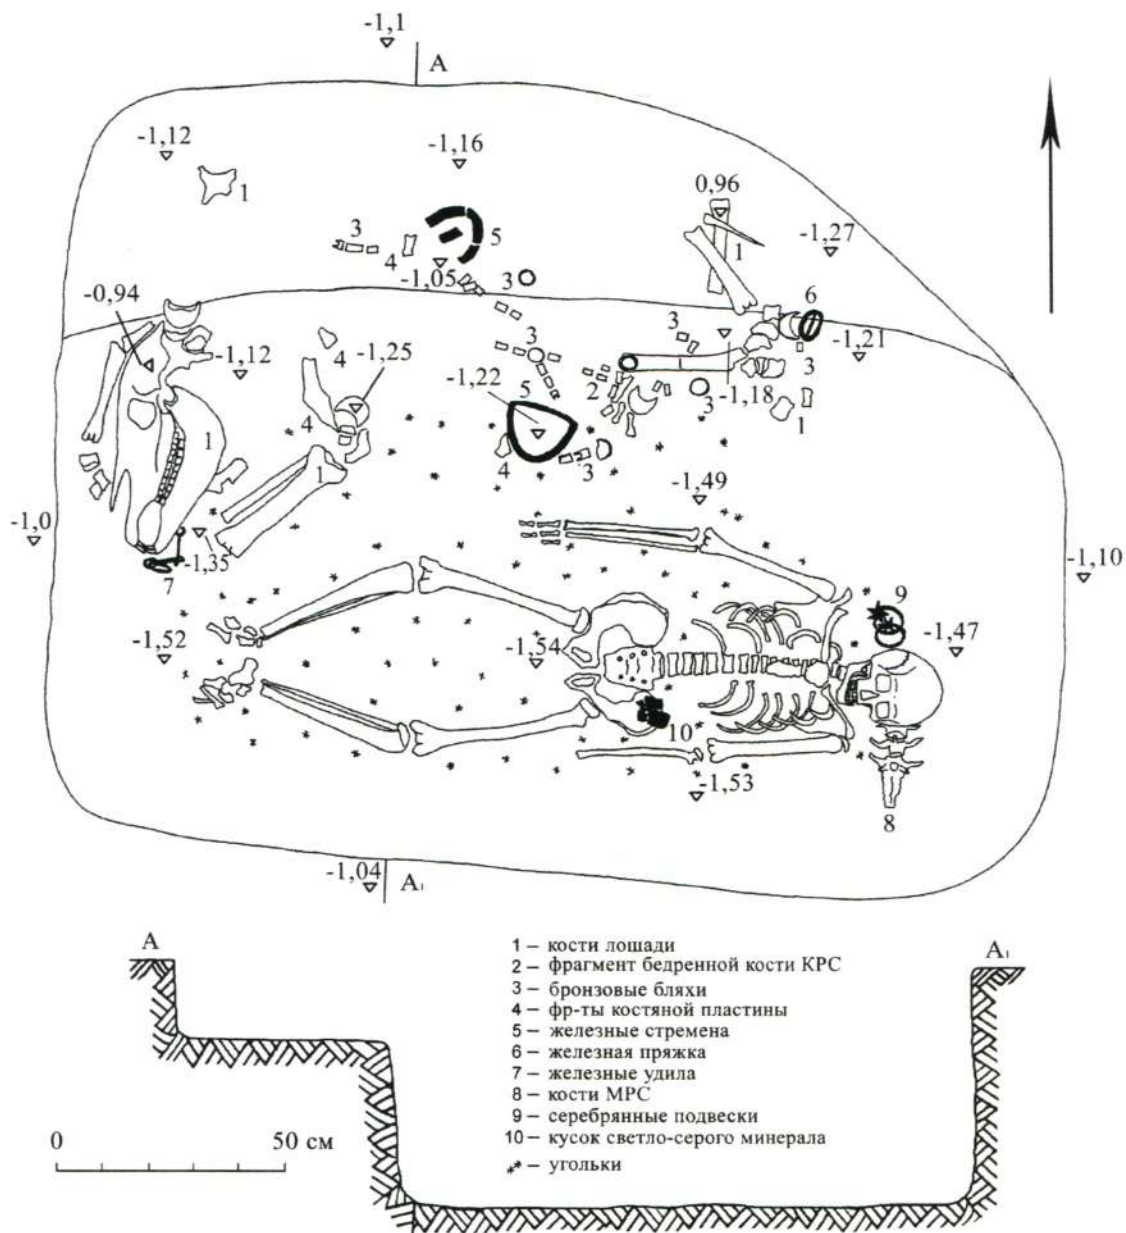 -1,1
А
-1,12
1
-1,16
0,96
1
-1,27
3
4
5
-1,05
3
-0,94
-1,12
4
-1,25
3
6
-1,21
3
3
5
2
-1,22
-1,18
3
1
1
4
1
4
3
-1,49
-1,0
-1,35
7
-1,10
9
-1,52
-1,54
-1,47
10
-1,53
8
-1,04
А₁
А
А₁
1 – кости лошади
2 – фрагмент бедренной кости КРС
3 – бронзовые бляхи
4 – фр-ты костяной пластины
5 – железные стремена
6 – железная пряжка
7 – железные удила
8 – кости МРС
9 – серебрянные подвески
10 – кусок светло-серого минерала
– угольки
0 50 см